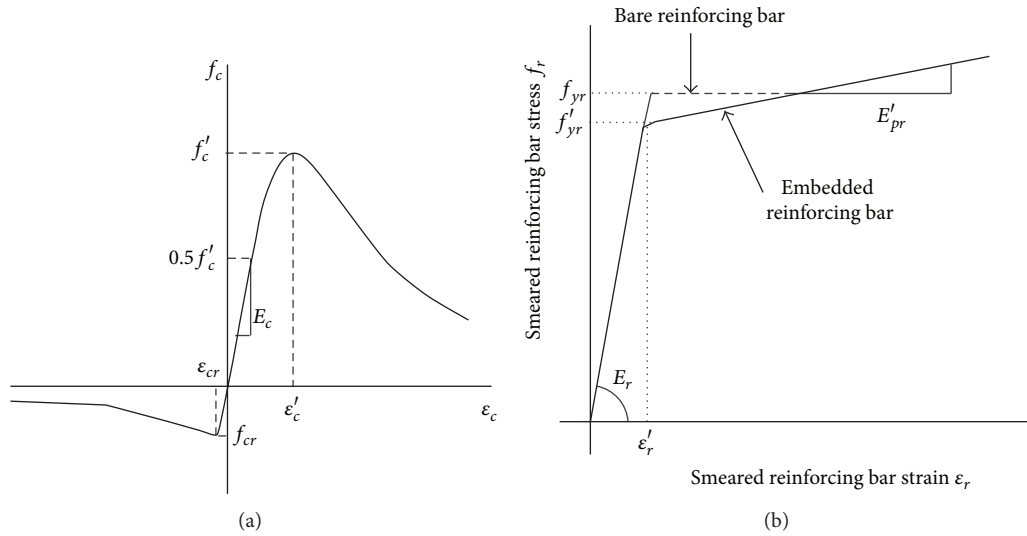 f_c
f'_c
0.5 f'_c
E_c
ε_cr
ε'_c
ε_c
f_cr
(a)
Bare reinforcing bar
Smeared reinforcing bar stress f_r
f_yr
f'_yr
E'_pr
Embedded
reinforcing bar
E_r
ε'_r
Smeared reinforcing bar strain ε_r
(b)